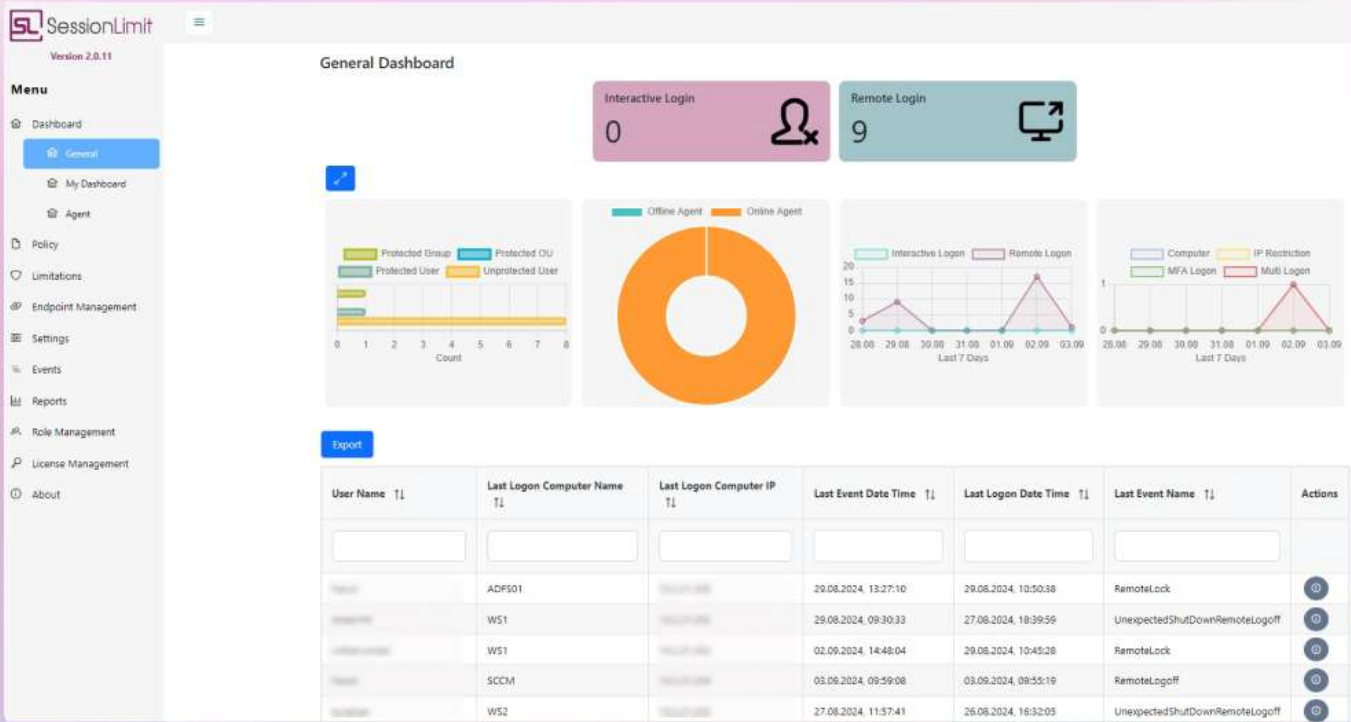 SL SessionLimit
Version 2.0.11
Menu
Dashboard
General
My Dashboard
Agent
Policy
Limitations
Endpoint Management
Settings
Events
Reports
Role Management
License Management
About
General Dashboard
Interactive Login
0
Remote Login
9
Protected Group Protected OU
Protected User Unprotected User
0 1 2 3 4 5 6 7 8
Count
Offline Agent Online Agent
Interactive Logon Remote Logon
20
15
10
5
0
28.08 29.08 30.08 31.08 01.09 02.09 03.09
Last 7 Days
Computer IP Restriction
MFA Logon Multi Logon
1
0
28.08 29.08 30.08 31.08 01.09 02.09 03.09
Last 7 Days
Export
User Name Last Logon Computer Name Last Logon Computer IP Last Event Date Time Last Logon Date Time Last Event Name Actions
ADFS01 29.08.2024, 13:27:10 29.08.2024, 10:50:38 RemoteLock
WS1 29.08.2024, 09:30:33 27.08.2024, 18:39:59 UnexpectedShutDownRemoteLogoff
WS1 02.09.2024, 14:48:04 29.08.2024, 10:45:28 RemoteLock
SCCM 03.09.2024, 09:59:08 03.09.2024, 09:55:19 RemoteLogoff
WS2 27.08.2024, 11:57:41 26.08.2024, 16:32:05 UnexpectedShutDownRemoteLogoff